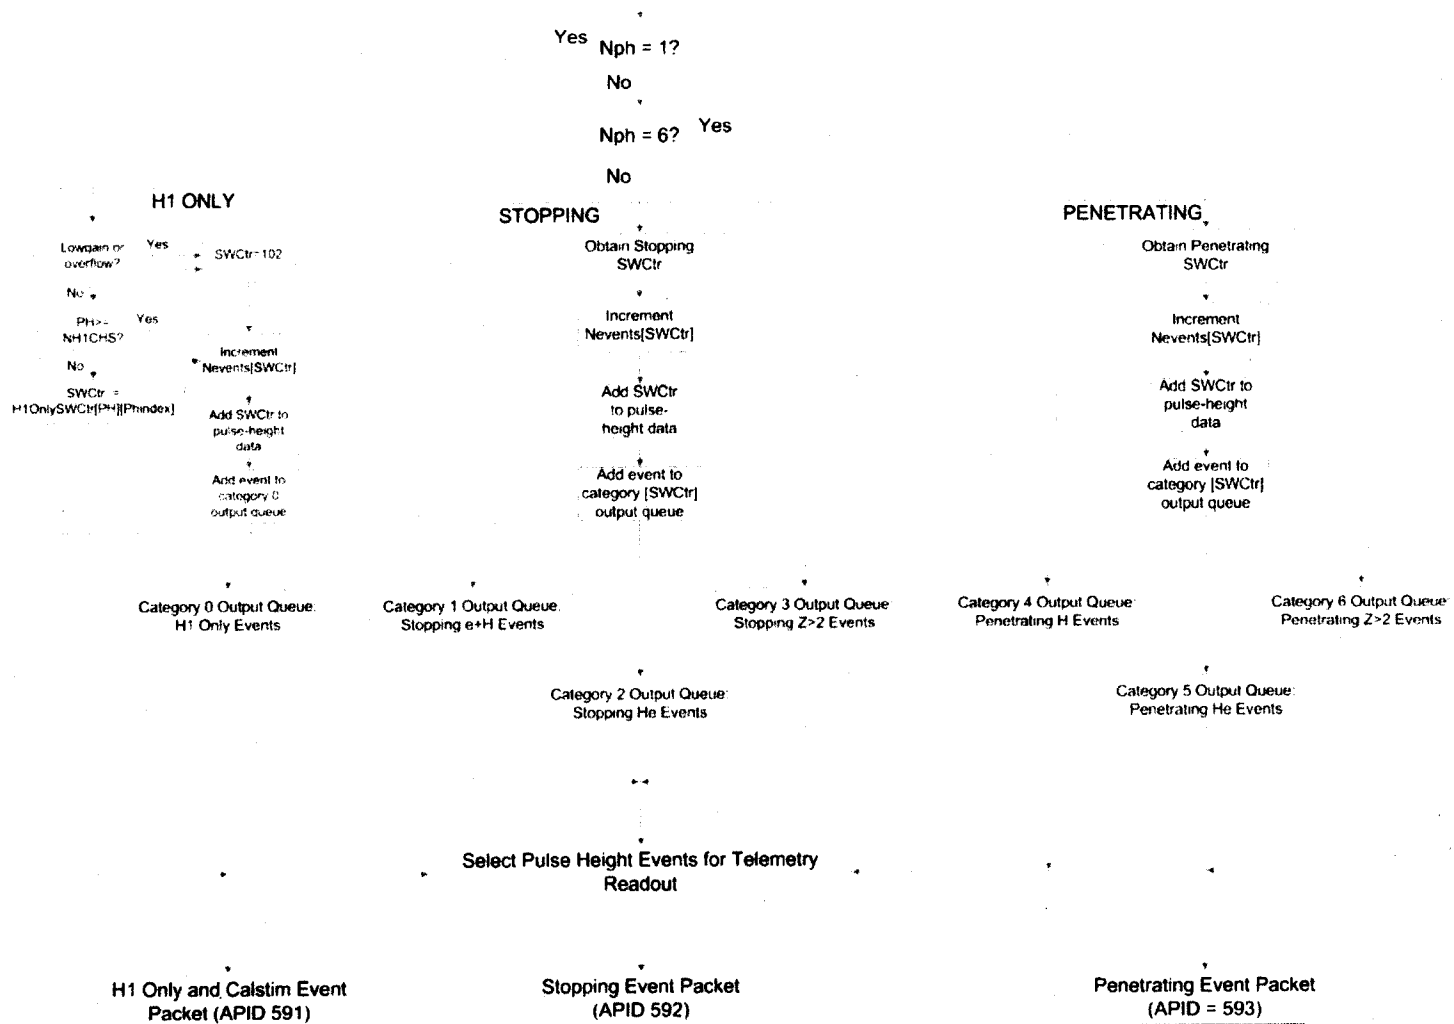 Yes
Nph = 1?
No
Nph = 6?
Yes
No
H1 ONLY
STOPPING
PENETRATING
Lowgain or
overflow?
Yes
SWCtr=102
No
PH>=
NH1CHS?
Yes
No
SWCtr =
H1OnlySWCtr[PH][Phindex]
Increment
Nevents[SWCtr]
Add SWCtr to
pulse-height
data
Add event to
category 0
output queue
Obtain Stopping
SWCtr
Increment
Nevents[SWCtr]
Add SWCtr
to pulse-
height data
Add event to
category [SWCtr]
output queue
Obtain Penetrating
SWCtr
Increment
Nevents[SWCtr]
Add SWCtr to
pulse-height
data
Add event to
category [SWCtr]
output queue
Category 0 Output Queue:
H1 Only Events
Category 1 Output Queue:
Stopping e+H Events
Category 3 Output Queue:
Stopping Z>2 Events
Category 4 Output Queue:
Penetrating H Events
Category 6 Output Queue:
Penetrating Z>2 Events
Category 2 Output Queue:
Stopping He Events
Category 5 Output Queue:
Penetrating He Events
Select Pulse Height Events for Telemetry
Readout
H1 Only and Calstim Event
Packet (APID 591)
Stopping Event Packet
(APID 592)
Penetrating Event Packet
(APID = 593)